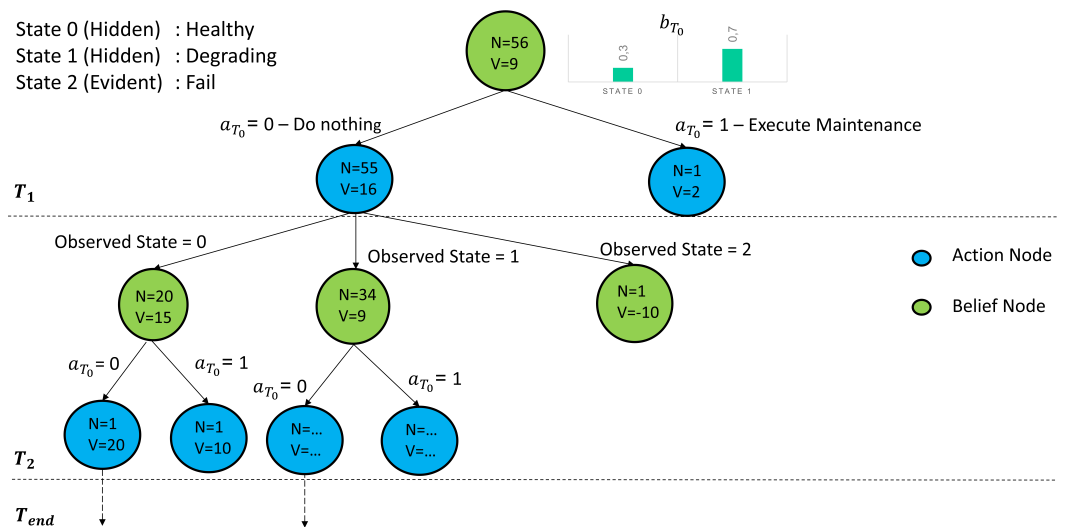 State 0 (Hidden) : Healthy
State 1 (Hidden) : Degrading
State 2 (Evident) : Fail
N=56
V=9
b_{T_0}
0,3
0,7
STATE 0
STATE 1
a_{T_0}= 0 – Do nothing
a_{T_0}= 1 – Execute Maintenance
N=55
V=16
N=1
V=2
T_1
Observed State = 0
Observed State = 1
Observed State = 2
Action Node
Belief Node
N=20
V=15
N=34
V=9
N=1
V=-10
a_{T_0}= 0
a_{T_0}= 1
a_{T_0}= 0
a_{T_0}= 1
N=1
V=20
N=1
V=10
N=...
V=...
N=...
V=...
T_2
T_{end}